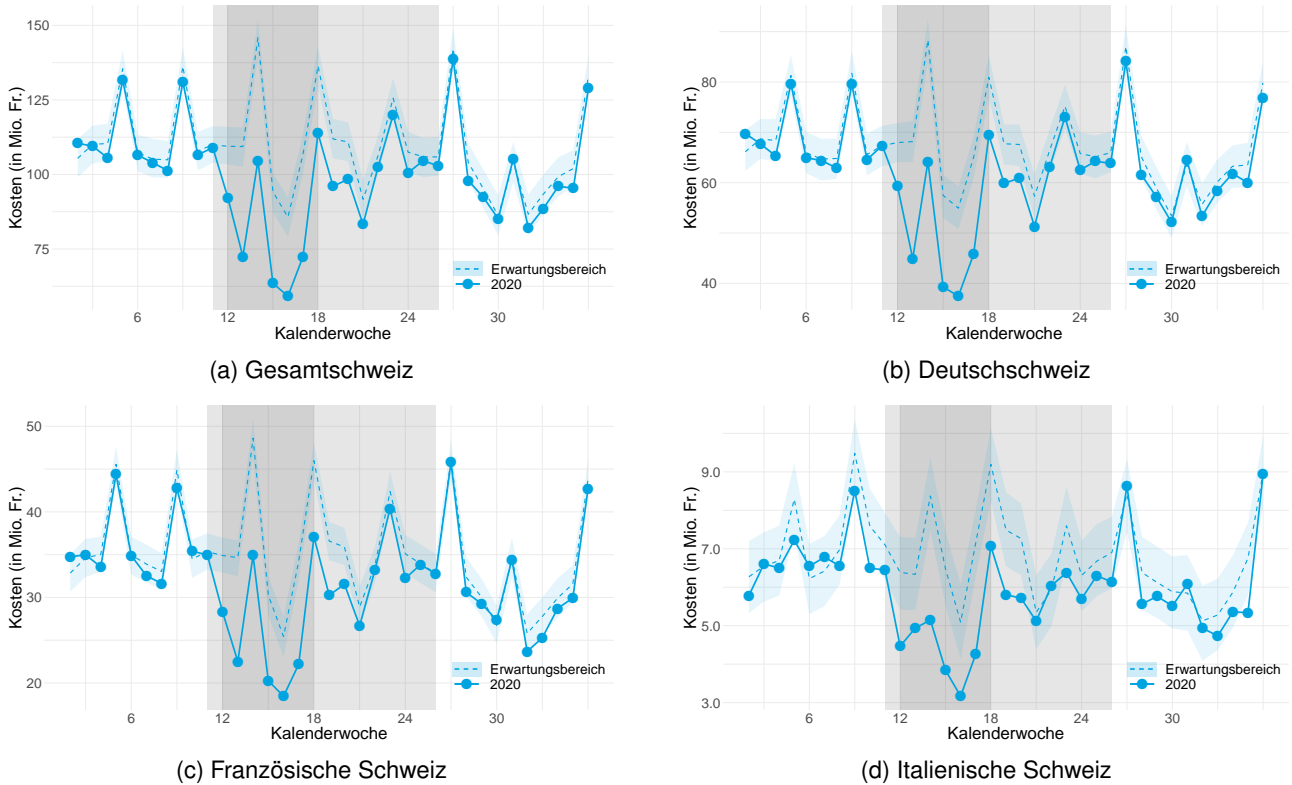 150
125
100
75
Kosten (in Mio. Fr.)
Erwartungsbereich
2020
6
12
18
24
30
Kalenderwoche
(a) Gesamtschweiz
80
60
40
Kosten (in Mio. Fr.)
Erwartungsbereich
2020
6
12
18
24
30
Kalenderwoche
(b) Deutschschweiz
50
40
30
20
Kosten (in Mio. Fr.)
Erwartungsbereich
2020
6
12
18
24
30
Kalenderwoche
(c) Französische Schweiz
9.0
7.0
5.0
3.0
Kosten (in Mio. Fr.)
Erwartungsbereich
2020
6
12
18
24
30
Kalenderwoche
(d) Italienische Schweiz